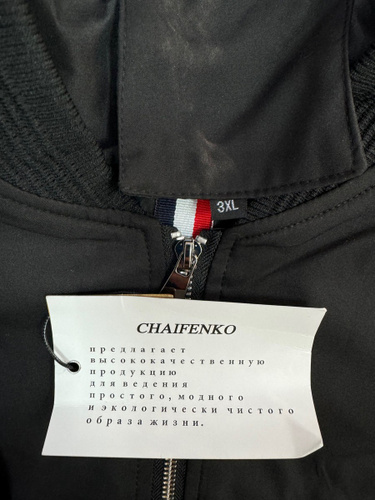 3XL
CHAIFENKO
предлагает
высококачественную
продукцию
для ведения
простого, модного
и экологически чистого
образа жизни.